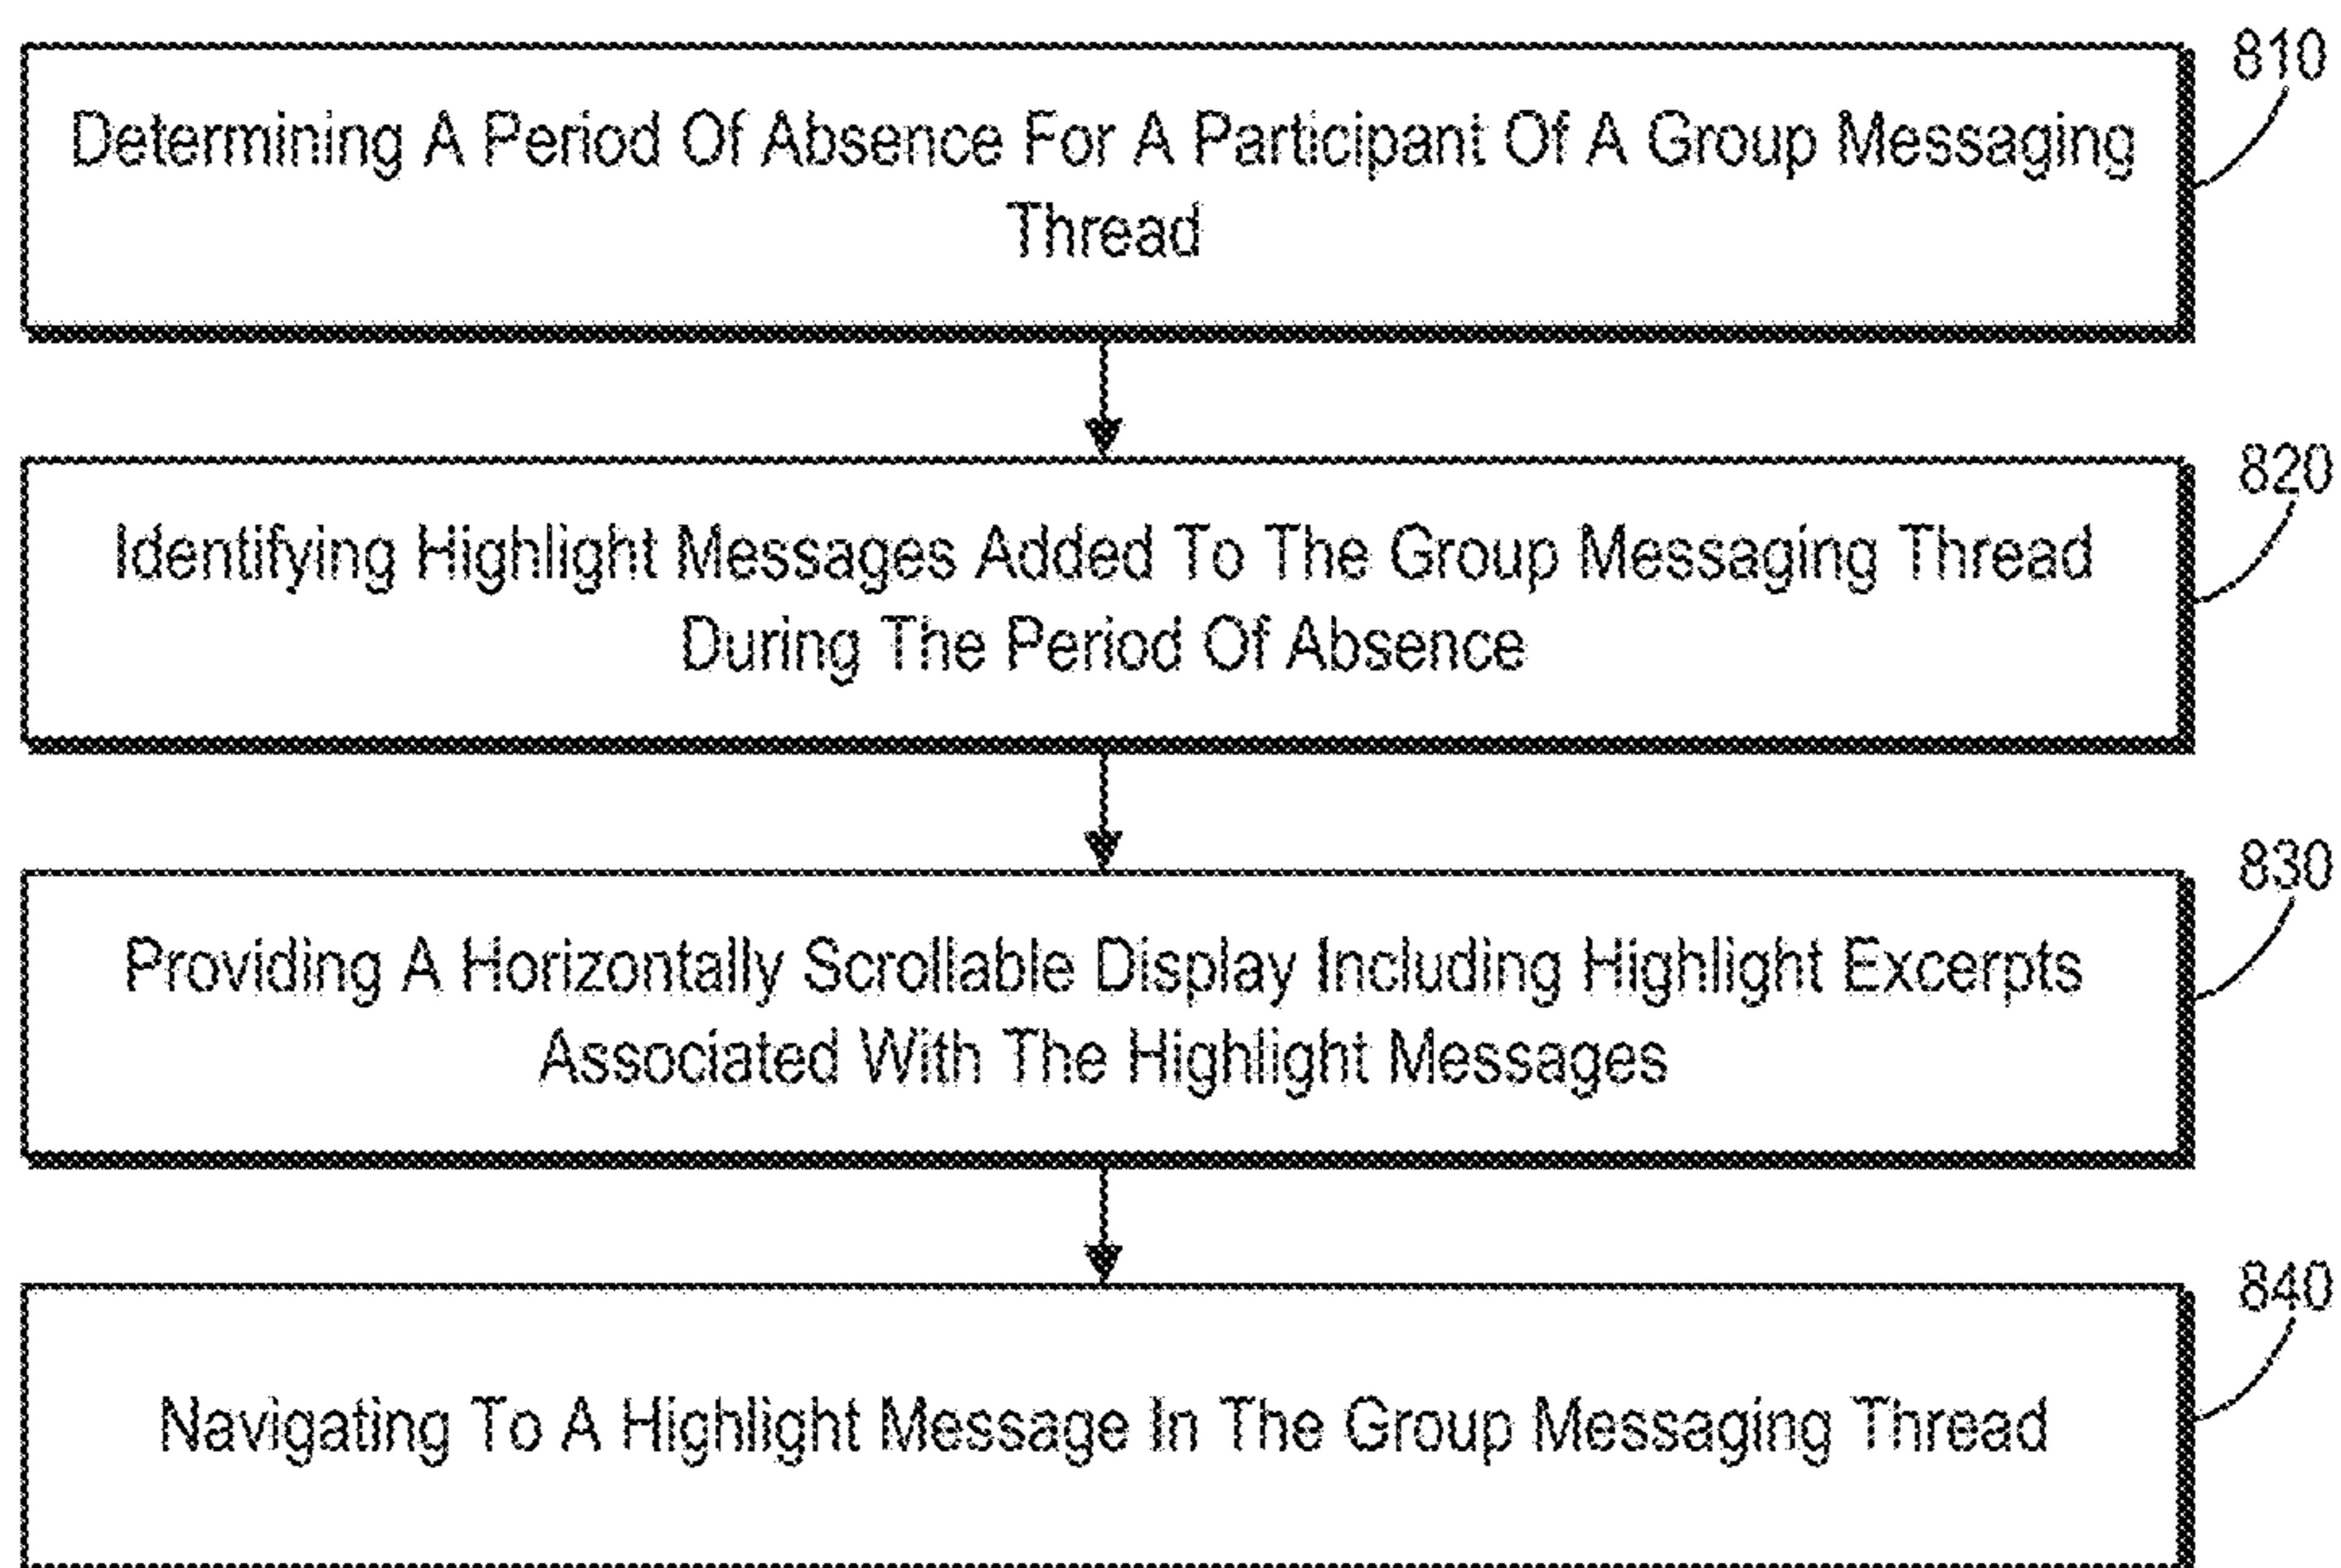 810
Determining A Period Of Absence For A Participant Of A Group Messaging
Thread
820
Identifying Highlight Messages Added To The Group Messaging Thread
During The Period Of Absence
830
Providing A Horizontally Scrollable Display Including Highlight Excerpts
Associated With The Highlight Messages
840
Navigating To A Highlight Message In The Group Messaging Thread